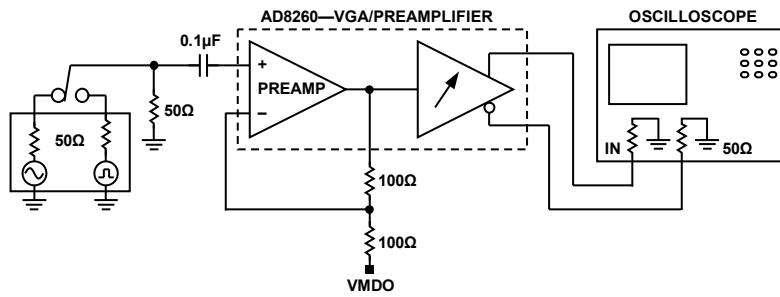 AD8260—VGA/PREAMPLIFIER
OSCILLOSCOPE
0.1µF
+
PREAMP
–
50Ω
50Ω
IN
50Ω
100Ω
100Ω
VMDO